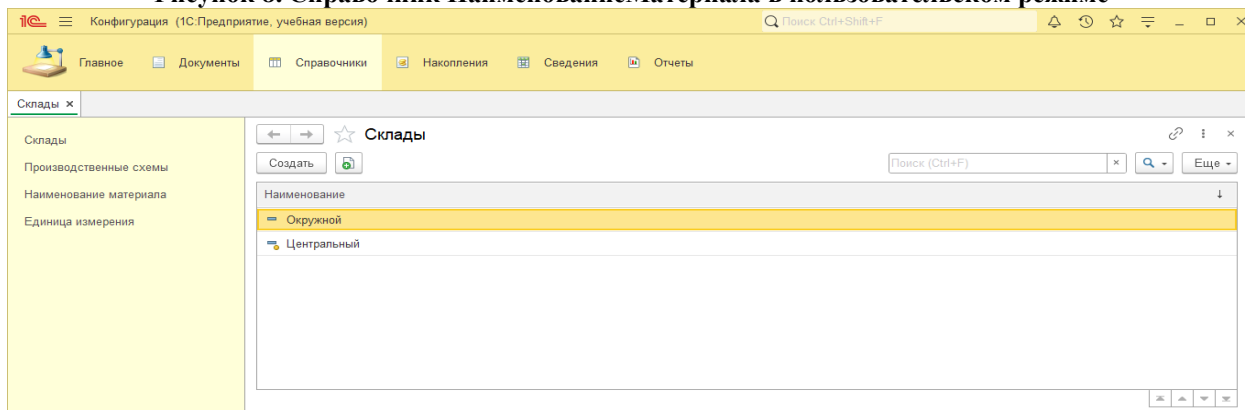 Рисунок 8. Справочник НаименованиеМатериала в пользовательском режиме
1С Конфигурация (1С:Предприятие, учебная версия) Поиск Ctrl+Shift+F
Главное Документы Справочники Накопления Сведения Отчеты
Склады ×
Склады
Производственные схемы
Наименование материала
Единица измерения
Склады
Создать Поиск (Ctrl+F) × Еще
Наименование ↓
Окружной
Центральный